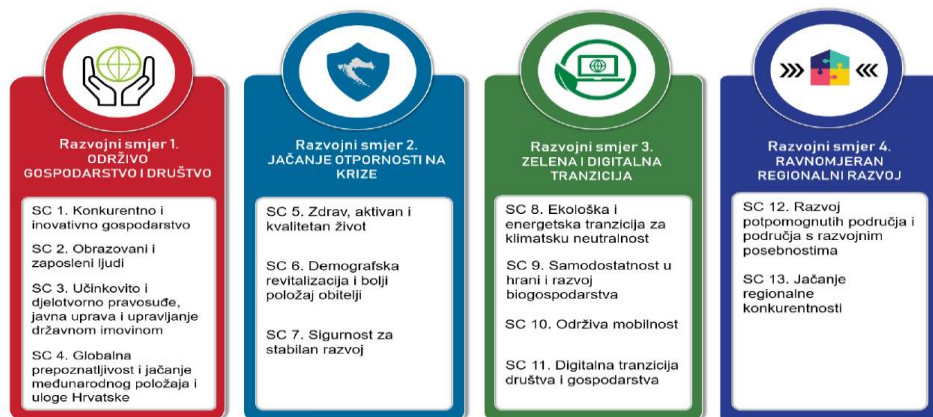 Razvojni smjer 1.
ODRŽIVO
GOSPODARSTVO I DRUŠTVO
SC 1. Konkurentno i
inovativno gospodarstvo
SC 2. Obrazovani i
zaposleni ljudi
SC 3. Učinkovito i
djelotvorno pravosuđe,
javna uprava i upravljanje
državnom imovinom
SC 4. Globalna
prepoznatljivost i jačanje
međunarodnog položaja i
uloge Hrvatske
Razvojni smjer 2.
JAČANJE OTPORNOSTI NA
KRIZE
SC 5. Zdrav, aktivan i
kvalitetan život
SC 6. Demografska
revitalizacija i bolji
položaj obitelji
SC 7. Sigurnost za
stabilan razvoj
Razvojni smjer 3.
ZELENA I DIGITALNA
TRANZICIJA
SC 8. Ekološka i
energetska tranzicija za
klimatsku neutralnost
SC 9. Samodostatnost u
hrani i razvoj
biogospodarstva
SC 10. Održiva mobilnost
SC 11. Digitalna tranzicija
društva i gospodarstva
Razvojni smjer 4.
RAVNOMJERAN
REGIONALNI RAZVOJ
SC 12. Razvoj
potpomognutih područja i
područja s razvojnim
posebnostima
SC 13. Jačanje
regionalne
konkurentnosti